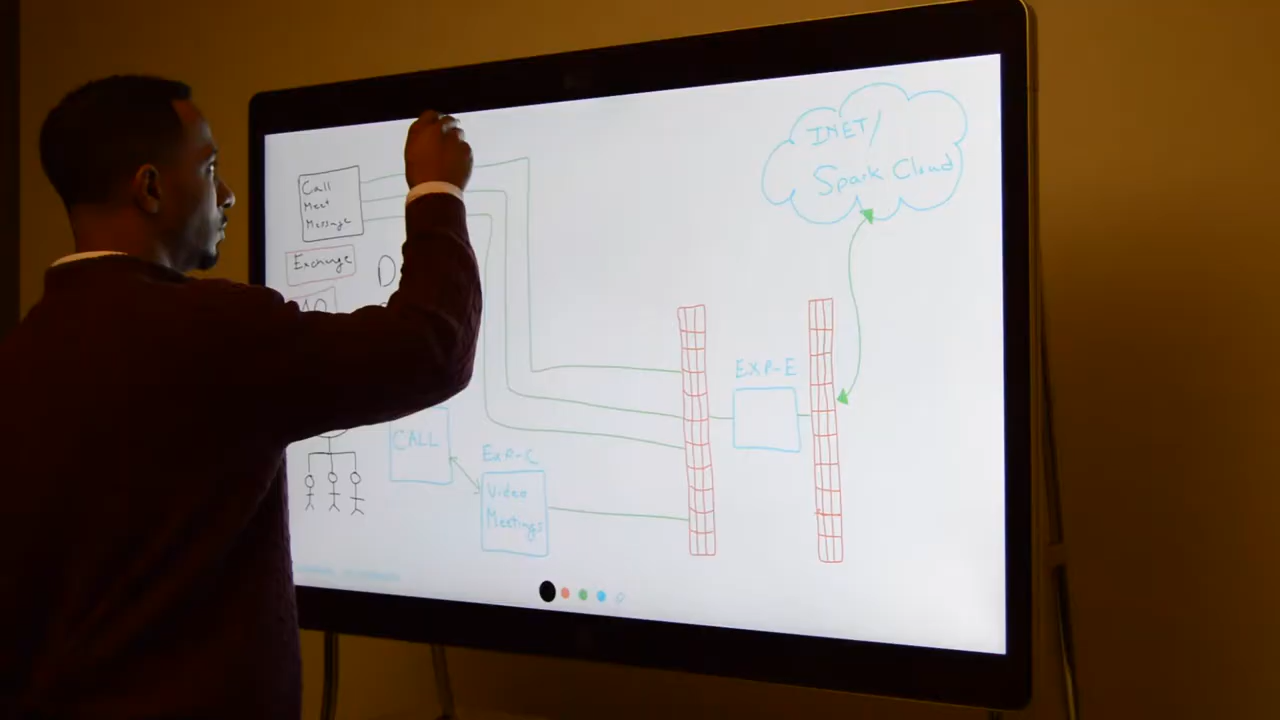 INET/
Spark Cloud
Call
Meet
Message
Exchange
D
EXP-E
CALL
EXP-C
Video
Meetings